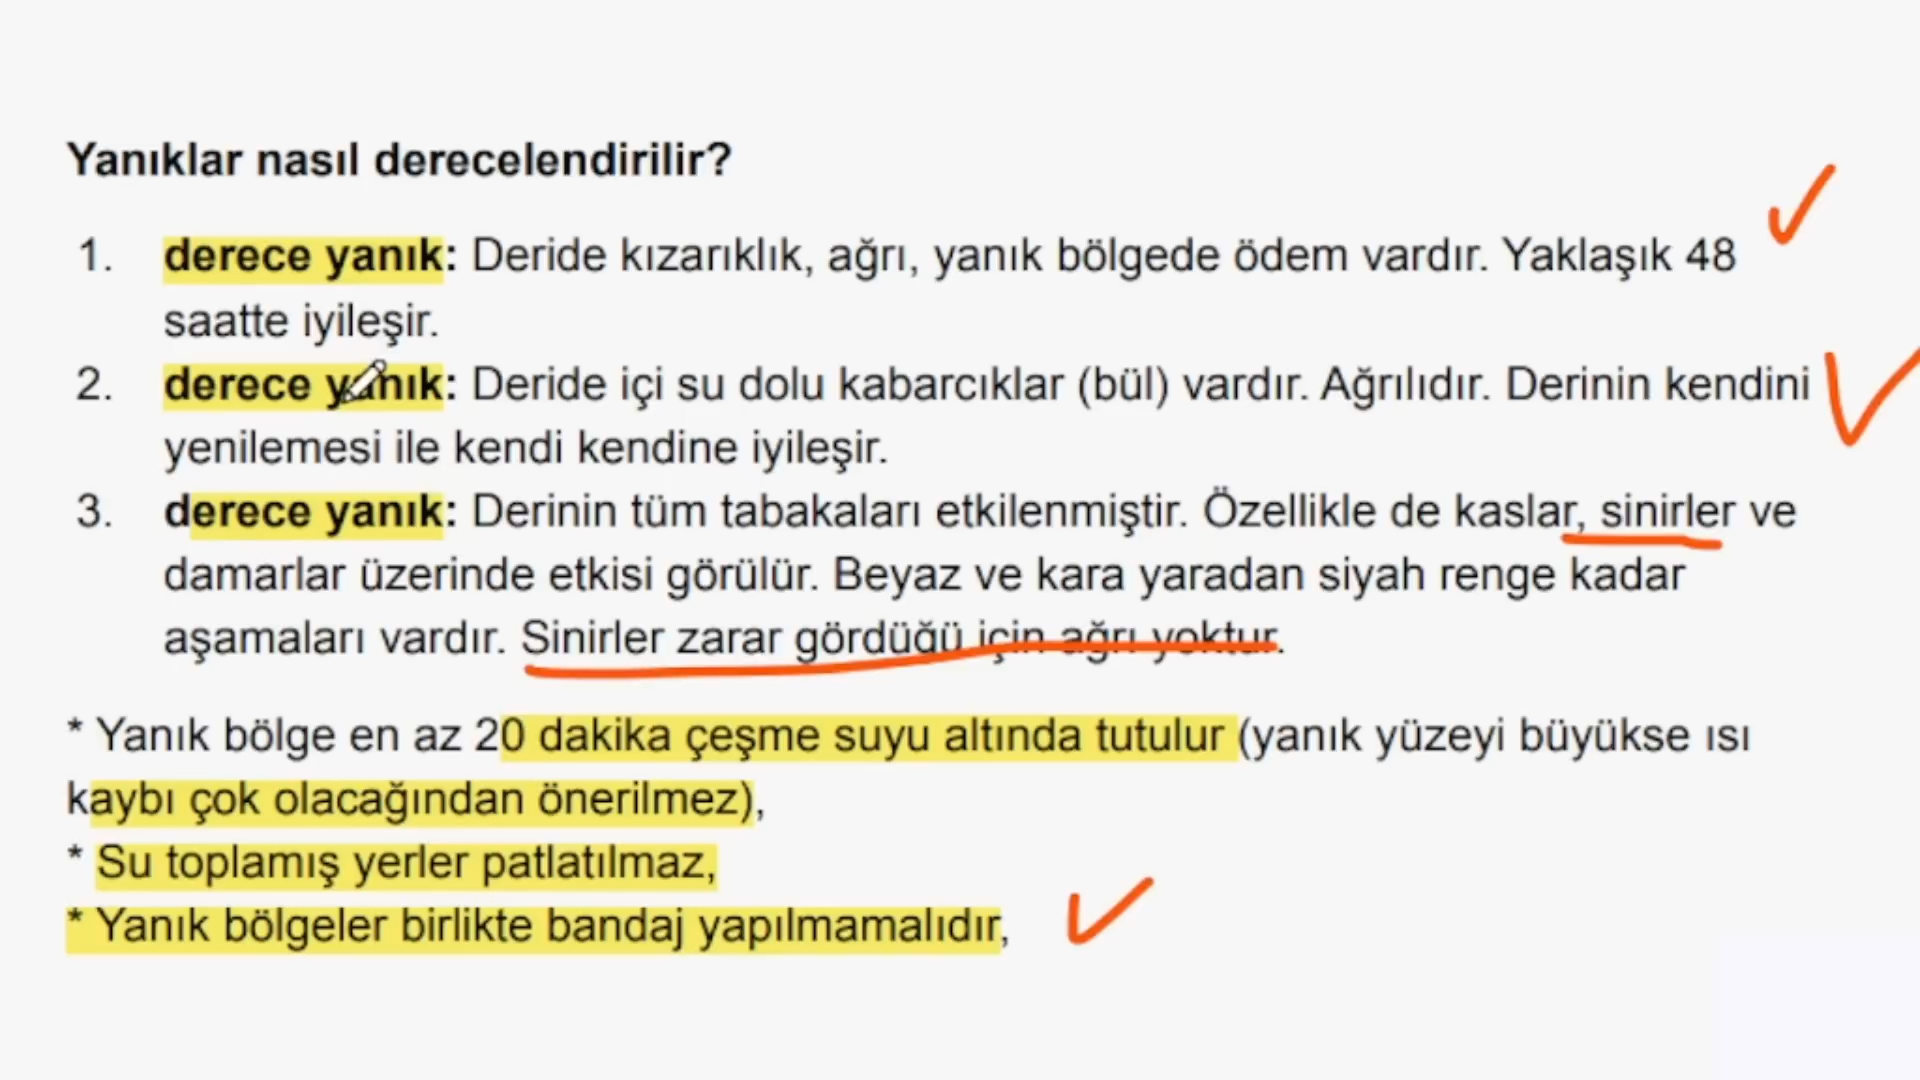 Yanıklar nasıl derecelendirilir?
1. derece yanık: Deride kızarıklık, ağrı, yanık bölgede ödem vardır. Yaklaşık 48
saatte iyileşir.
2. derece yanık: Deride içi su dolu kabarcıklar (bül) vardır. Ağrılıdır. Derinin kendini
yenilemesi ile kendi kendine iyileşir.
3. derece yanık: Derinin tüm tabakaları etkilenmiştir. Özellikle de kaslar, sinirler ve
damarlar üzerinde etkisi görülür. Beyaz ve kara yaradan siyah renge kadar
aşamaları vardır. Sinirler zarar gördüğü için ağrı yoktur.
* Yanık bölge en az 20 dakika çeşme suyu altında tutulur (yanık yüzeyi büyükse ısı
kaybı çok olacağından önerilmez),
* Su toplamış yerler patlatılmaz,
* Yanık bölgeler birlikte bandaj yapılmamalıdır,